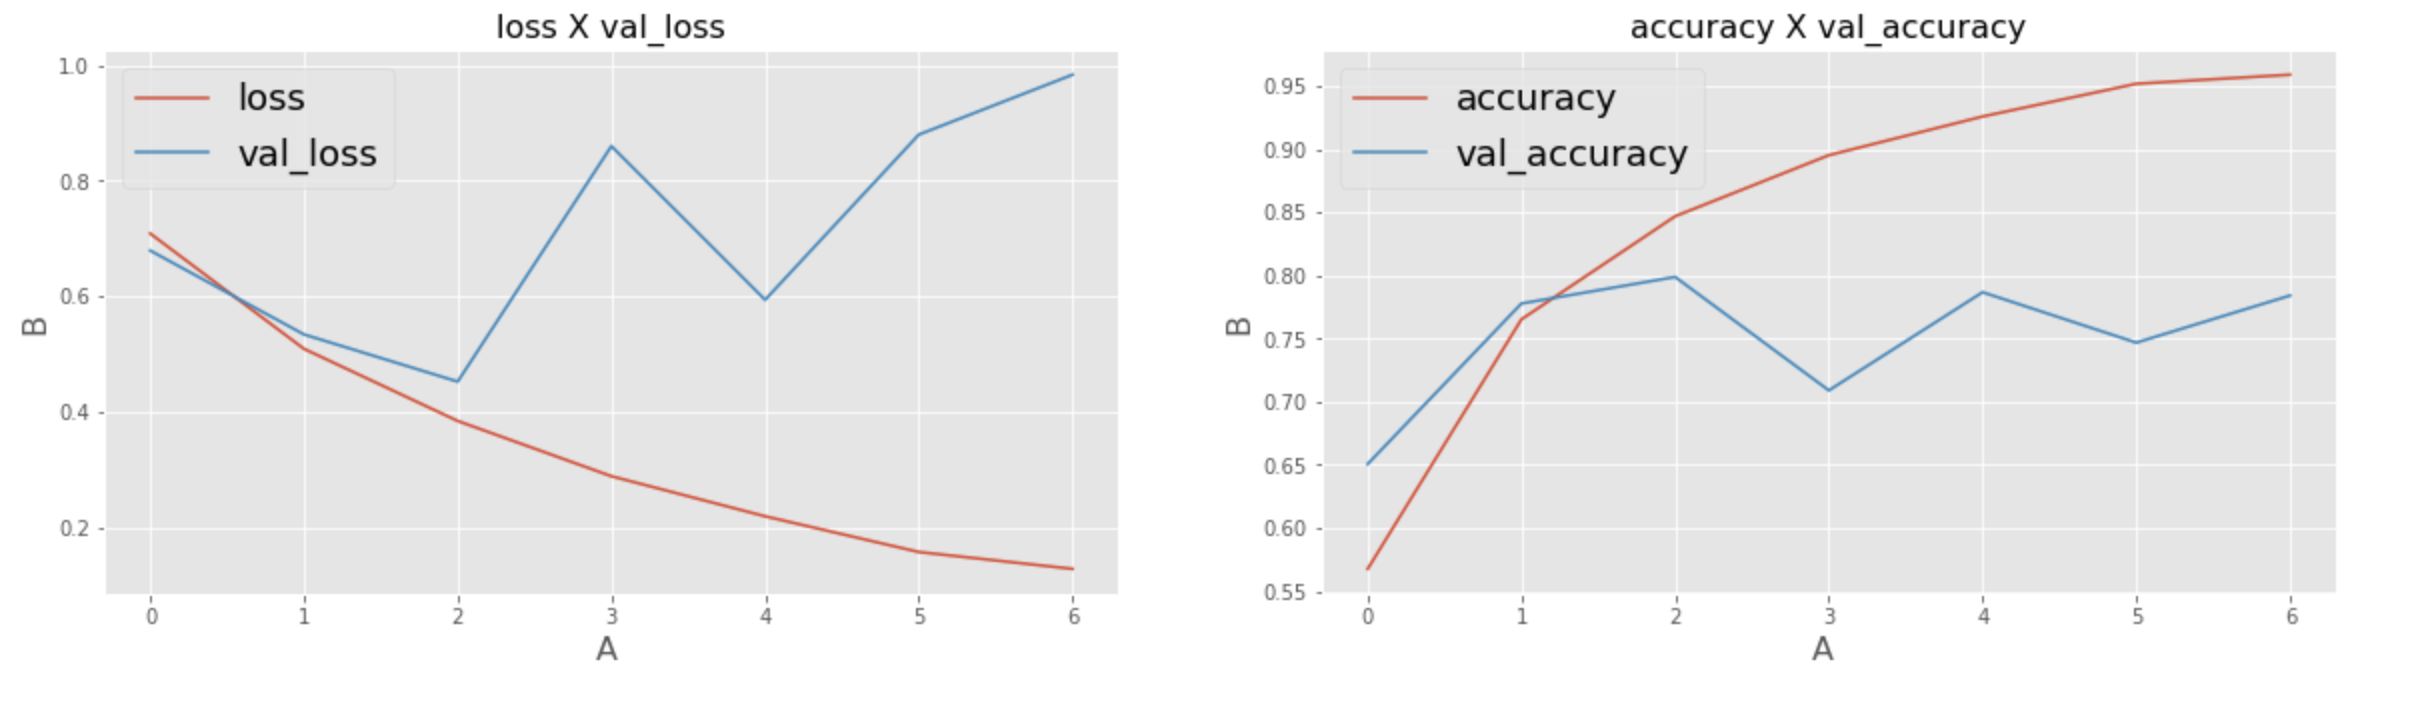 loss X val_loss
1.0
0.8
0.6
0.4
0.2
B
loss
val_loss
0 1 2 3 4 5 6
A
accuracy X val_accuracy
0.95
0.90
0.85
0.80
0.75
0.70
0.65
0.60
0.55
B
accuracy
val_accuracy
0 1 2 3 4 5 6
A